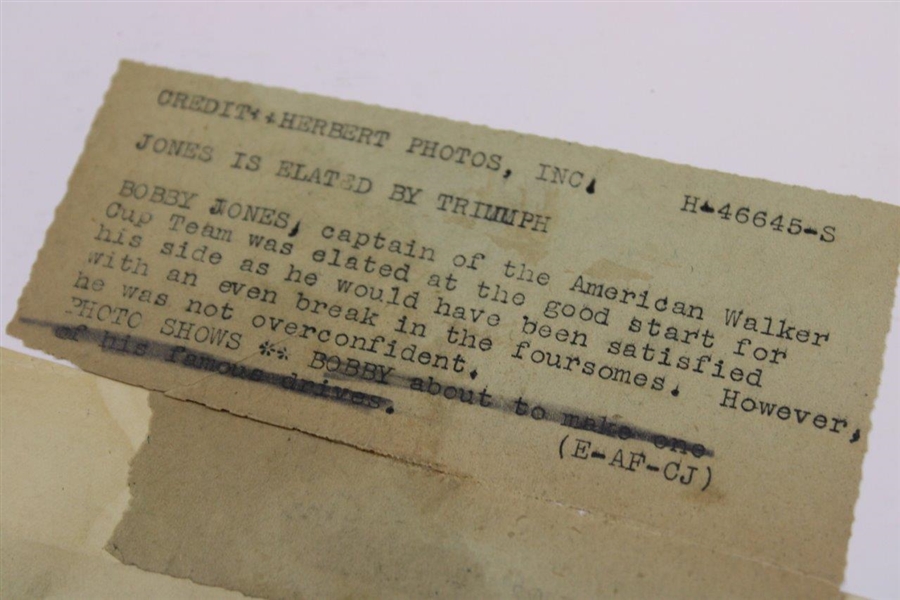 CREDIT**HERBERT PHOTOS, INC.
H-46645-S
JONES IS ELATED BY TRIUMPH
BOBBY JONES, captain of the American Walker
Cup Team was elated at the good start for
his side as he would have been satisfied
with an even break in the foursomes. However,
he was not overconfident.
PHOTO SHOWS ** BOBBY about to make one
of his famous drives.
(E-AF-CJ)